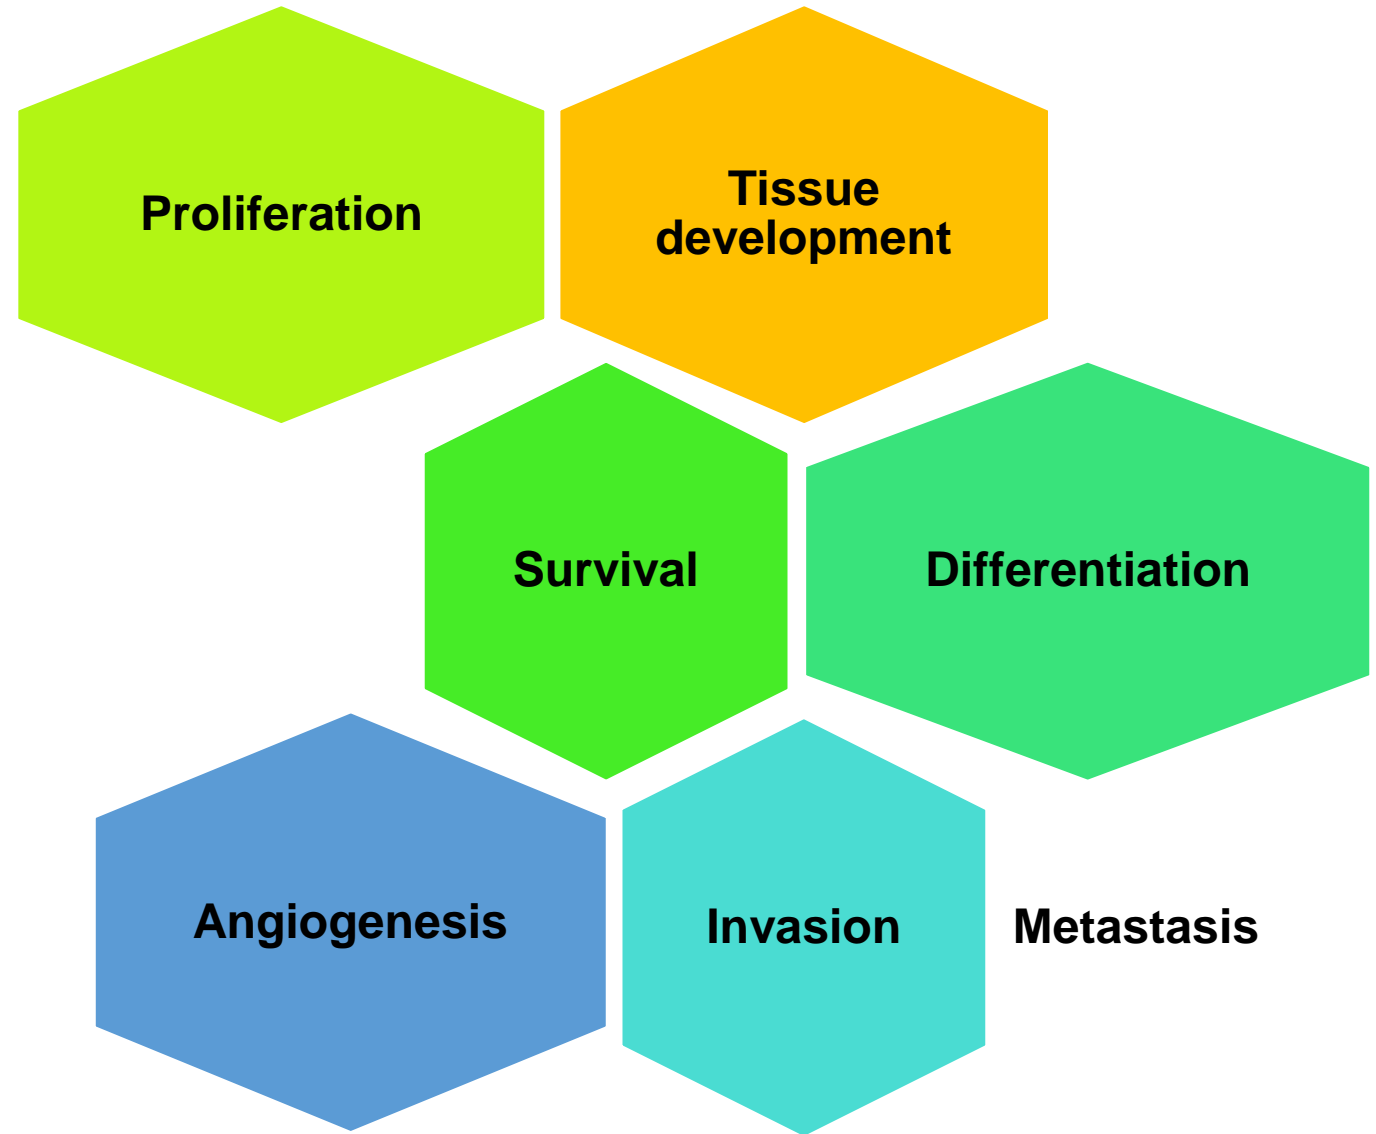 Proliferation
Tissue
development
Survival
Differentiation
Angiogenesis
Invasion
Metastasis